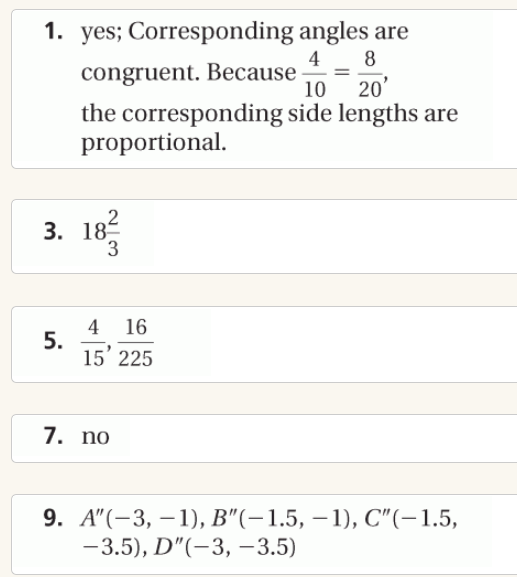 1. yes; Corresponding angles are
congruent. Because 4/10 = 8/20,
the corresponding side lengths are
proportional.
3. 18 2/3
5. 4/15, 16/225
7. no
9. A″(−3, −1), B″(−1.5, −1), C″(−1.5,
−3.5), D″(−3, −3.5)